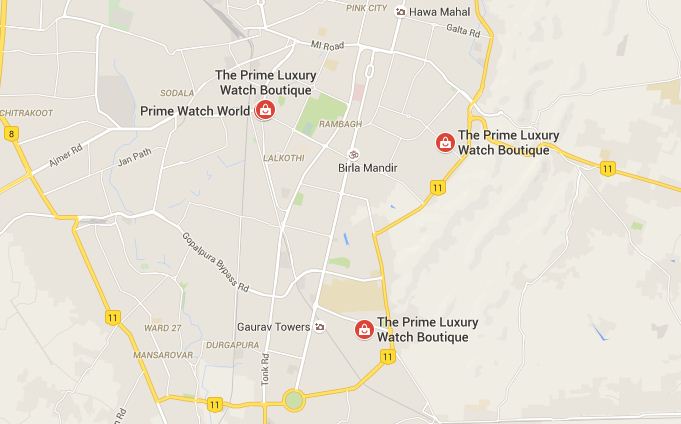 PINK CITY
Hawa Mahal
Galta Rd
MI Road
SODALA
The Prime Luxury
Watch Boutique
Prime Watch World
CHITRAKOOT
RAMBAGH
8
The Prime Luxury
Watch Boutique
Ajmer Rd
Jan Path
LALKOTHI
Birla Mandir
11
11
Gopalpura Bypass Rd
11
WARD 27
Gaurav Towers
The Prime Luxury
Watch Boutique
DURGAPURA
MANSAROVAR
11
Tonk Rd
11